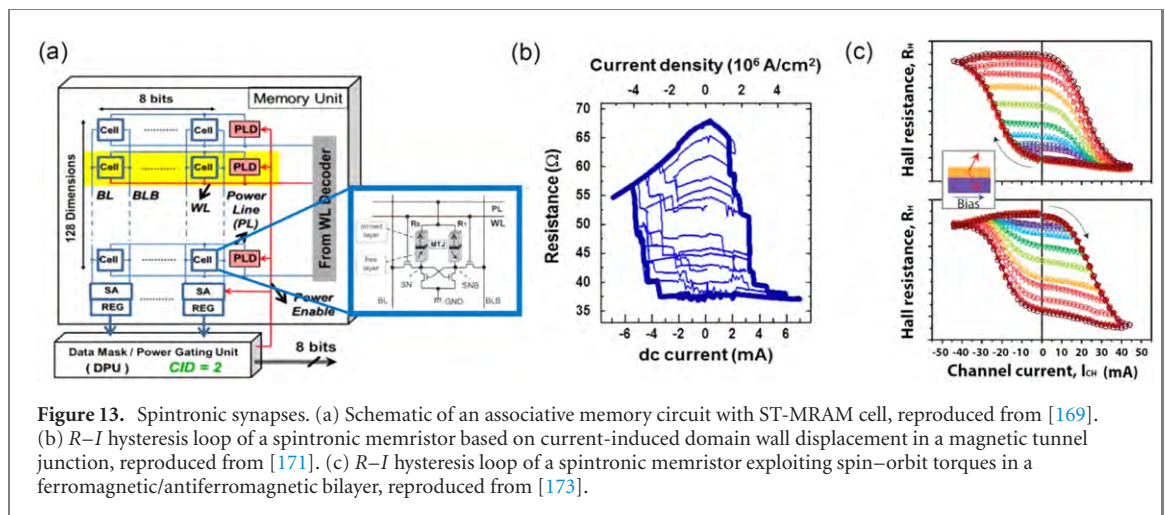 (a)
8 bits
Memory Unit
Cell
Cell
PLD
Cell
Cell
PLD
128 Dimensions
BL
BLB
WL
Power
Line
(PL)
From WL Decoder
Cell
Cell
PLD
SA
SA
REG
REG
Power
Enable
Data Mask / Power Gating Unit
( DPU )
CID = 2
8 bits
PL
WL
pinned
layer
MTJ
free
layer
SN
SNB
BL
GND
BLB
(b)
Current density (10⁶ A/cm²)
-4 -2 0 2 4
Resistance (Ω)
70
65
60
55
50
45
40
35
-6 -4 -2 0 2 4 6
dc current (mA)
(c)
Hall resistance, RH
Bias
Hall resistance, RH
-50 -40 -30 -20 -10 0 10 20 30 40 50
Channel current, ICH (mA)
Figure 13. Spintronic synapses. (a) Schematic of an associative memory circuit with ST-MRAM cell, reproduced from [169].
(b) R–I hysteresis loop of a spintronic memristor based on current-induced domain wall displacement in a magnetic tunnel
junction, reproduced from [171]. (c) R–I hysteresis loop of a spintronic memristor exploiting spin–orbit torques in a
ferromagnetic/antiferromagnetic bilayer, reproduced from [173].